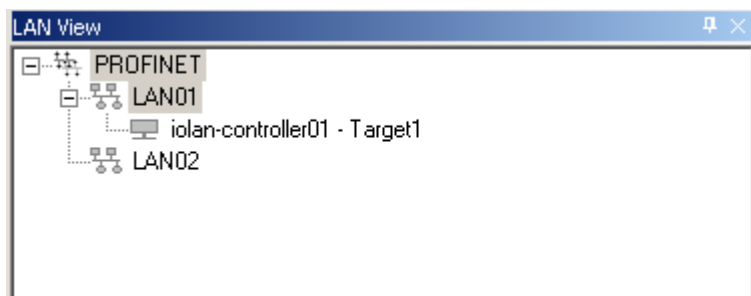 LAN View
PROFINET
LAN01
iolan-controller01 - Target1
LAN02